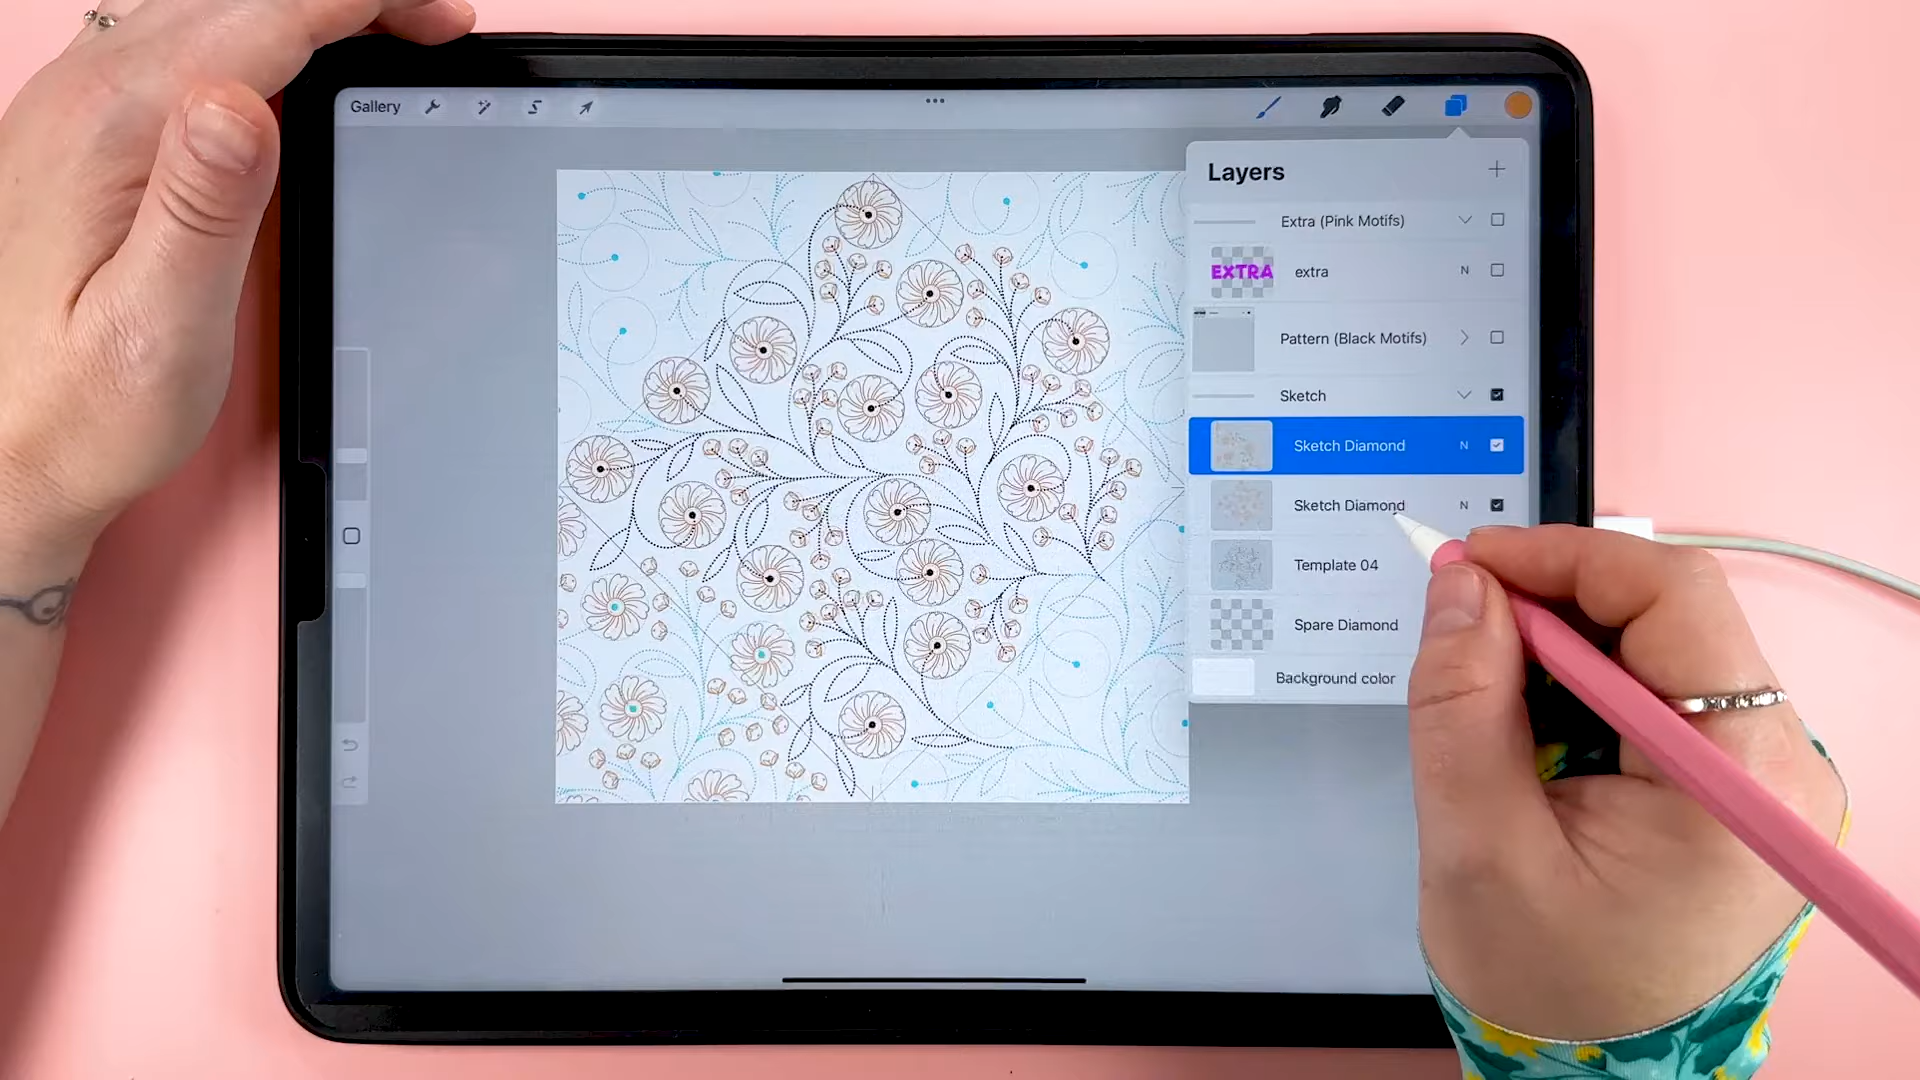 Gallery
Layers
Extra (Pink Motifs)
EXTRA
extra
N
Pattern (Black Motifs)
Sketch
Sketch Diamond
N
Sketch Diamond
N
Template 04
Spare Diamond
Background color